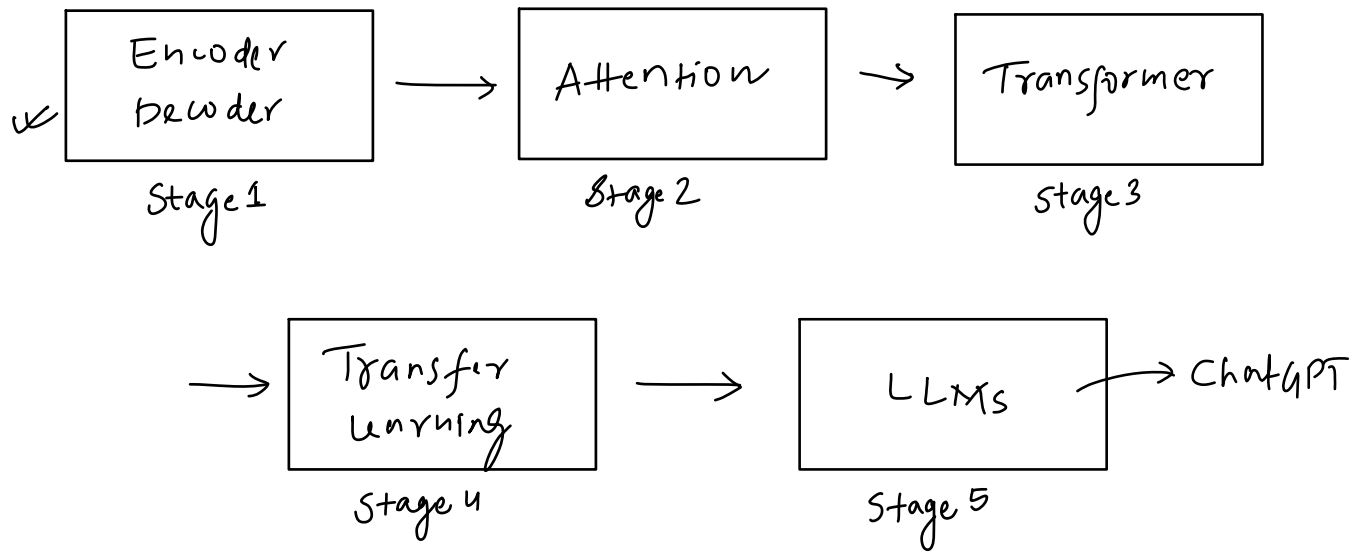 Encoder
Decoder
Stage 1
Attention
Stage 2
Transformer
Stage 3
Transfer
learning
Stage 4
LLMs
ChatGPT
Stage 5